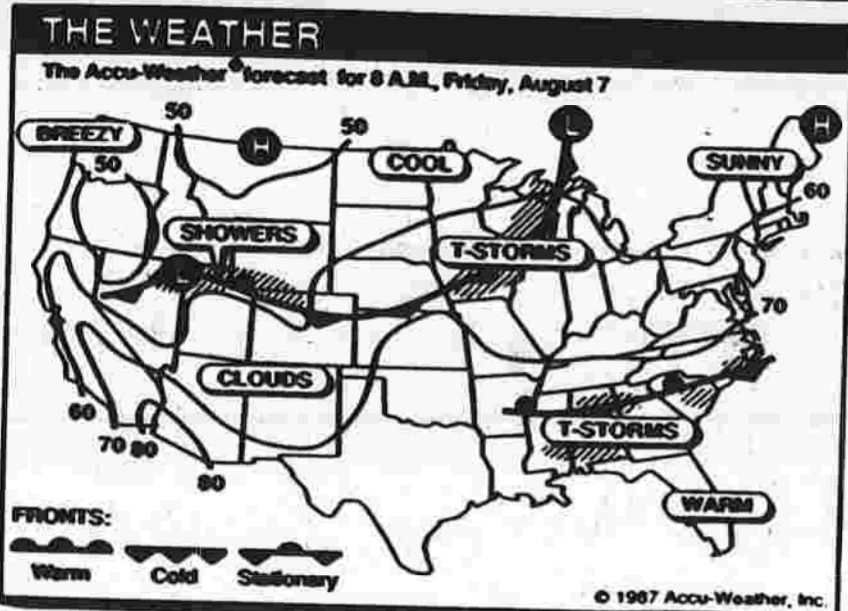 THE WEATHER
The Accu-Weather® forecast for 8 A.M., Friday, August 7
50
H
50
L
H
BREEZY
50
COOL
SUNNY
60
SHOWERS
T-STORMS
L
70
CLOUDS
60
70 80
T-STORMS
80
WARM
FRONTS:
Warm
Cold
Stationary
© 1987 Accu-Weather, Inc.